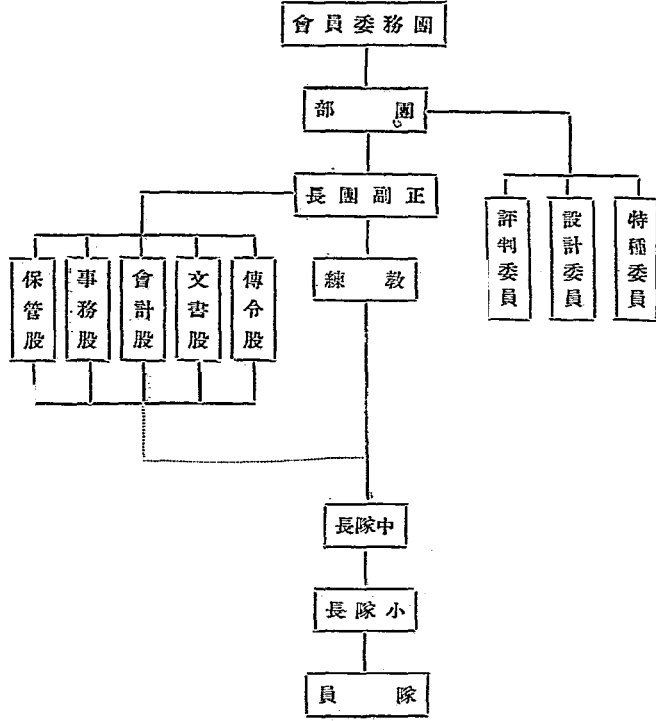 團務委員會
團部
正副團長
教練
特種委員
設計委員
評判委員
傳令股
文書股
會計股
事務股
保管股
中隊長
小隊長
隊員